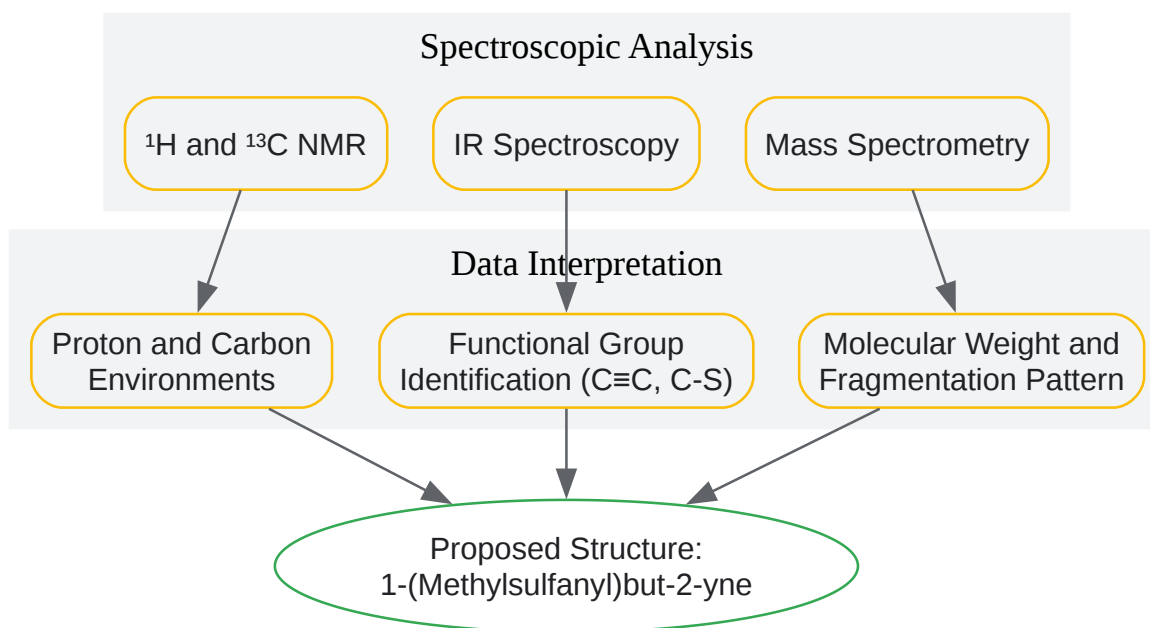 Spectroscopic Analysis
¹H and ¹³C NMR
IR Spectroscopy
Mass Spectrometry
Data Interpretation
Proton and Carbon
Environments
Functional Group
Identification (C≡C, C-S)
Molecular Weight and
Fragmentation Pattern
Proposed Structure:
1-(Methylsulfanyl)but-2-yne